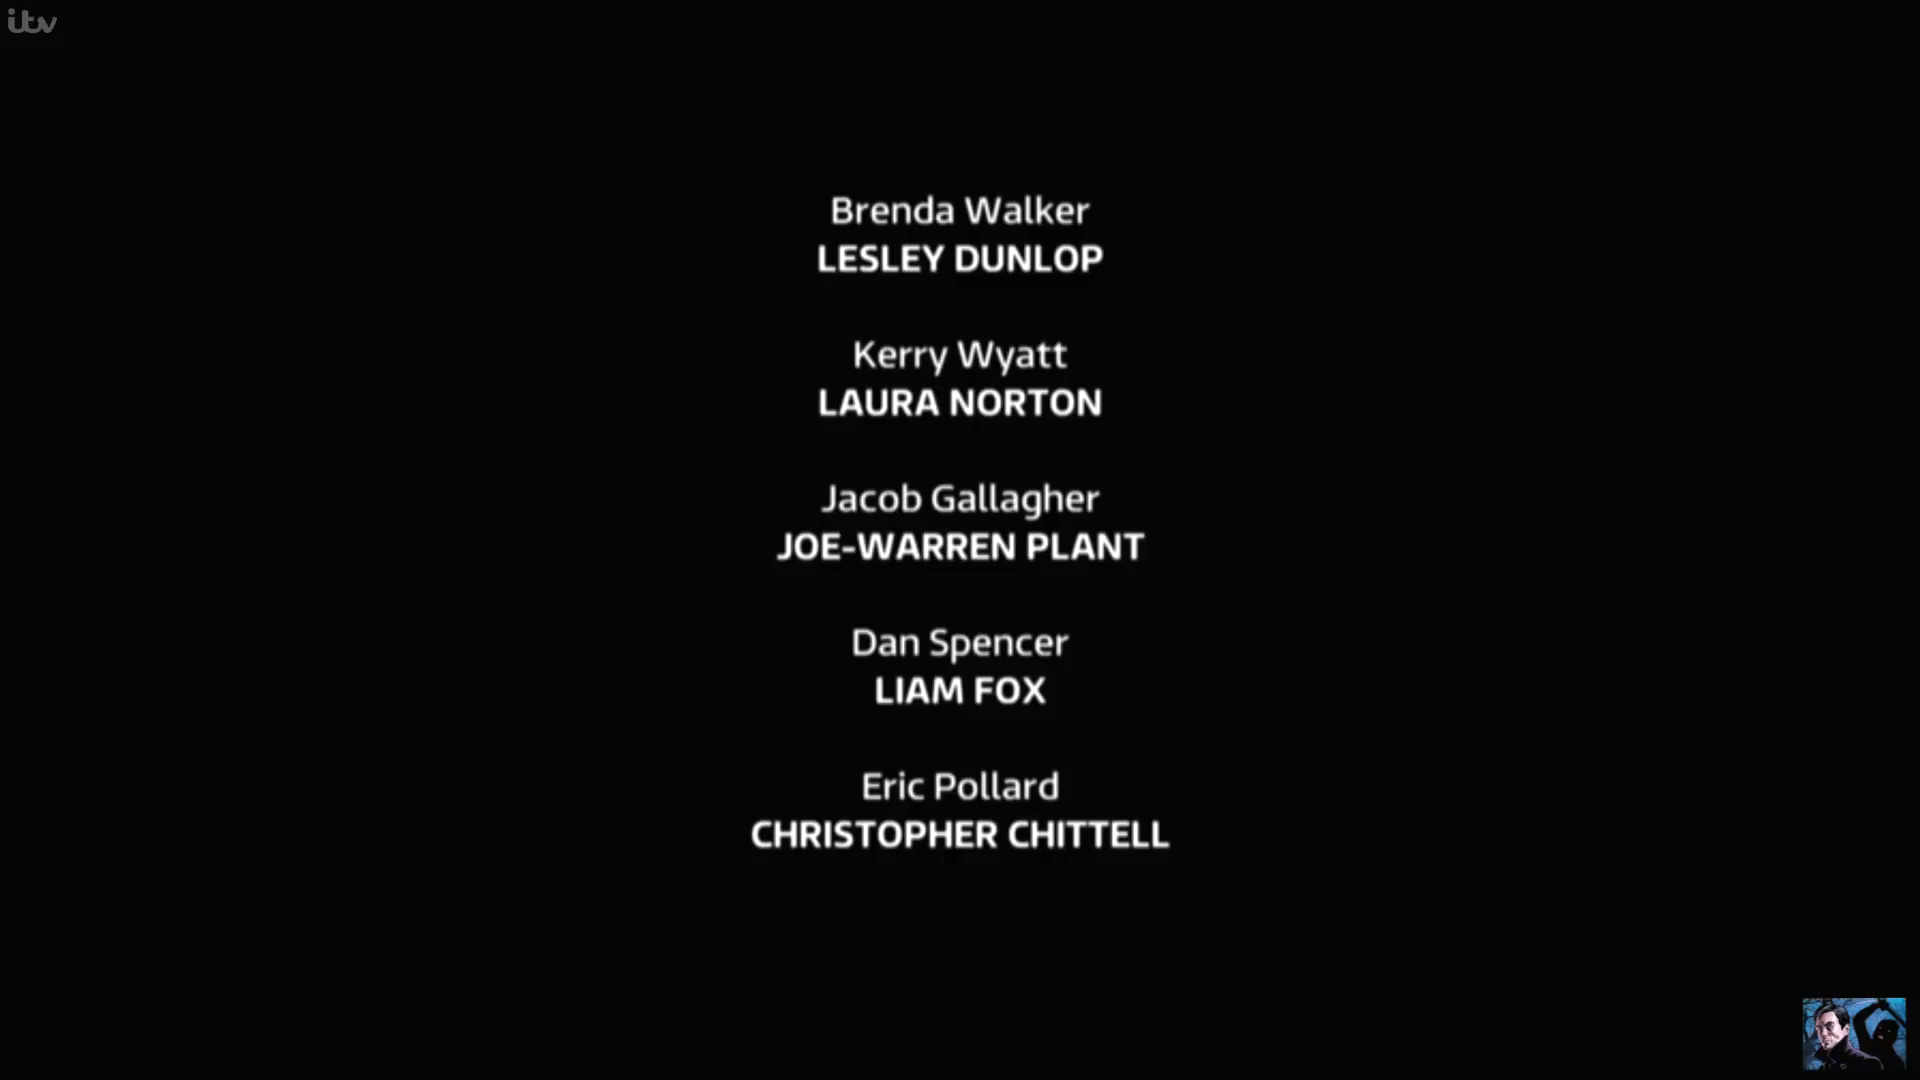 itv
Brenda Walker
LESLEY DUNLOP
Kerry Wyatt
LAURA NORTON
Jacob Gallagher
JOE-WARREN PLANT
Dan Spencer
LIAM FOX
Eric Pollard
CHRISTOPHER CHITTELL